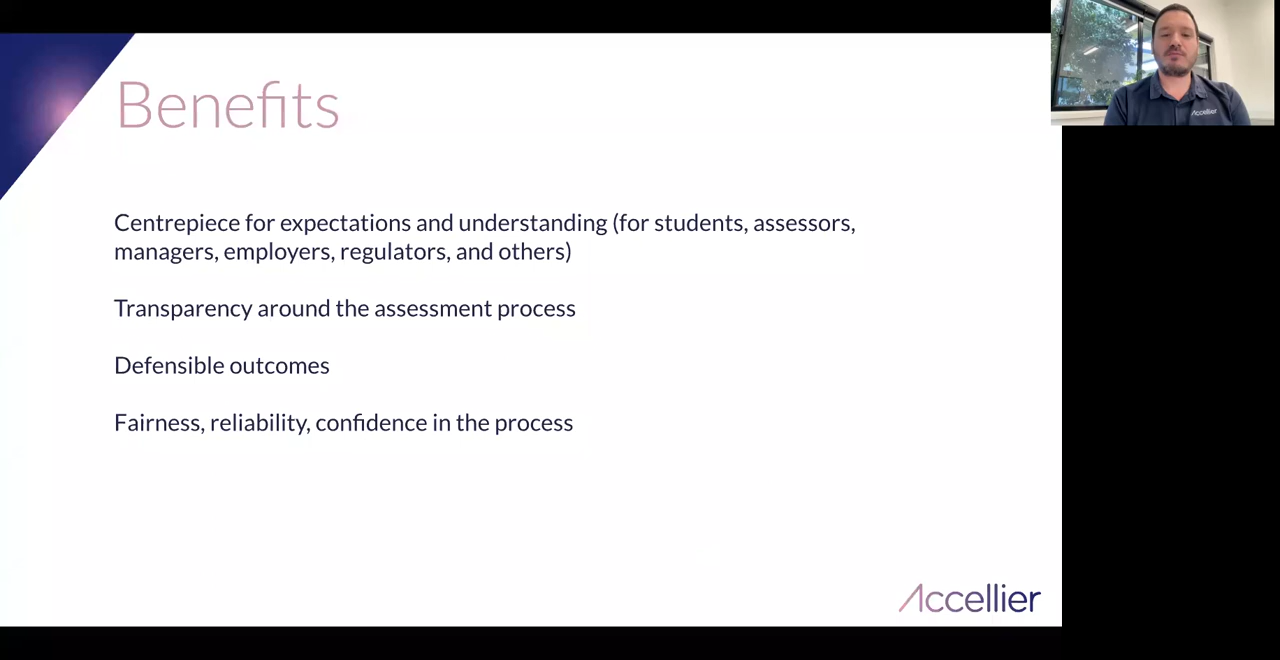 Benefits
Centrepiece for expectations and understanding (for students, assessors,
managers, employers, regulators, and others)
Transparency around the assessment process
Defensible outcomes
Fairness, reliability, confidence in the process
Accellier
Accellier